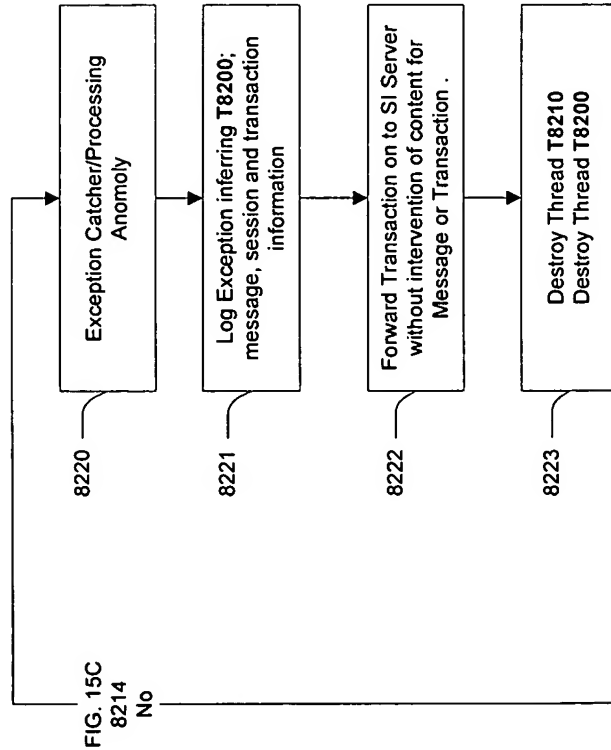 FIG. 15C
8214
No
8220
Exception Catcher/Processing
Anomoly
8221
Log Exception inferring T8200;
message, session and transaction
information
8222
Forward Transaction on to SI Server
without intervention of content for
Message or Transaction .
8223
Destroy Thread T8210
Destroy Thread T8200